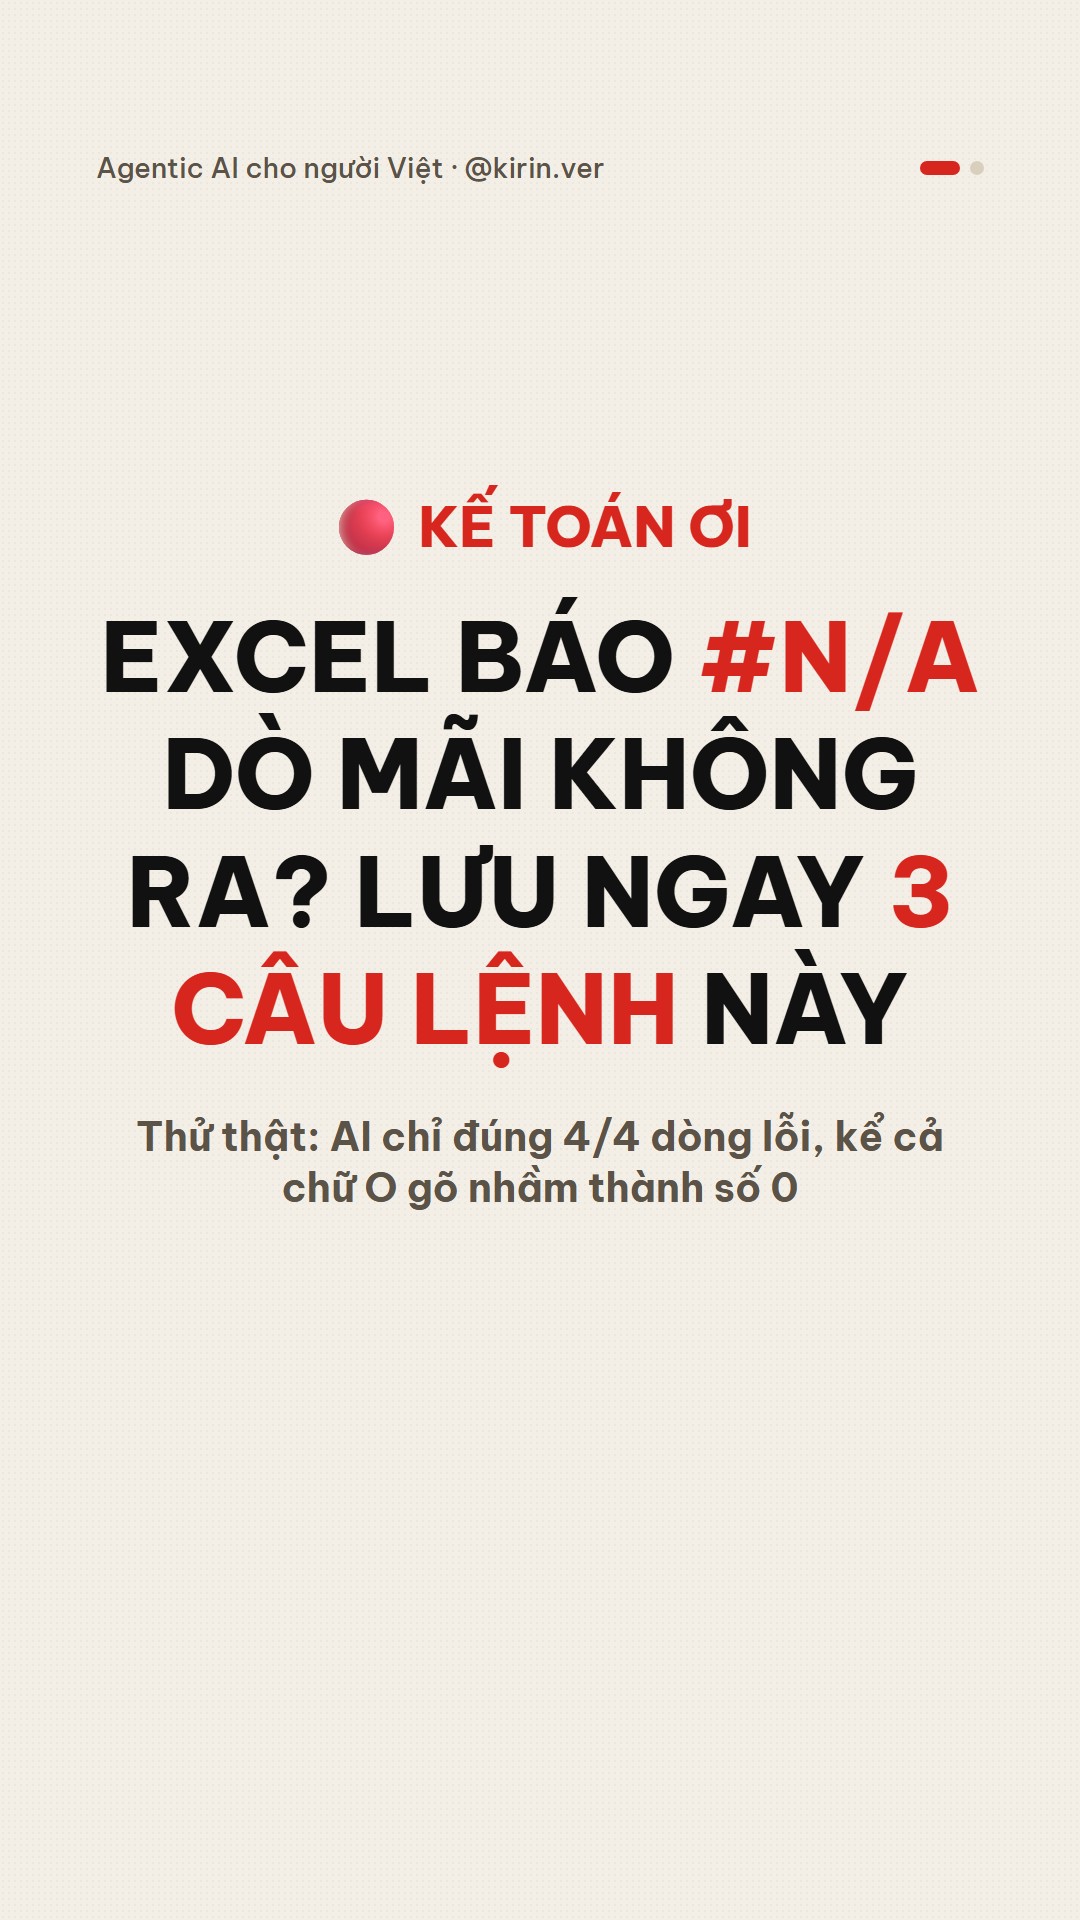 Agentic AI cho người Việt · @kirin.ver
KẾ TOÁN ƠI
EXCEL BÁO #N/A
DÒ MÃI KHÔNG
RA? LƯU NGAY 3
CÂU LỆNH NÀY
Thử thật: AI chỉ đúng 4/4 dòng lỗi, kể cả
chữ O gõ nhầm thành số 0